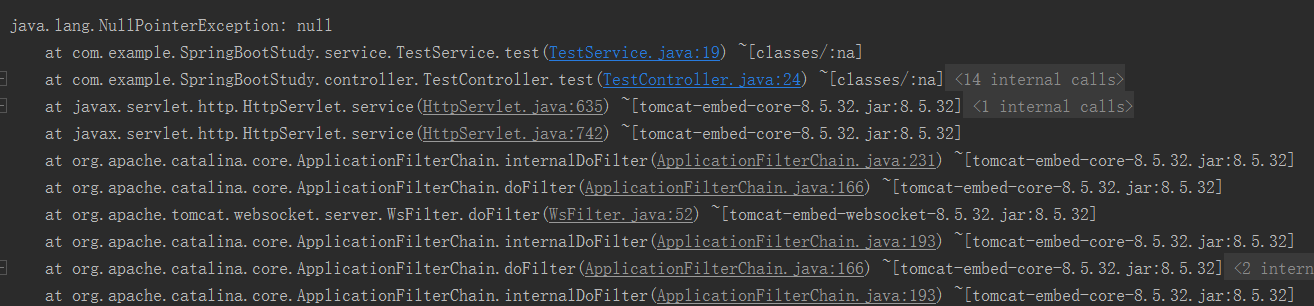 java.lang.NullPointerException: null
at com.example.SpringBootStudy.service.TestService.test(TestService.java:19) ~[classes/:na]
at com.example.SpringBootStudy.controller.TestController.test(TestController.java:24) ~[classes/:na] <14 internal calls>
at javax.servlet.http.HttpServlet.service(HttpServlet.java:635) ~[tomcat-embed-core-8.5.32.jar:8.5.32] <1 internal calls>
at javax.servlet.http.HttpServlet.service(HttpServlet.java:742) ~[tomcat-embed-core-8.5.32.jar:8.5.32]
at org.apache.catalina.core.ApplicationFilterChain.internalDoFilter(ApplicationFilterChain.java:231) ~[tomcat-embed-core-8.5.32.jar:8.5.32]
at org.apache.catalina.core.ApplicationFilterChain.doFilter(ApplicationFilterChain.java:166) ~[tomcat-embed-core-8.5.32.jar:8.5.32]
at org.apache.tomcat.websocket.server.WsFilter.doFilter(WsFilter.java:52) ~[tomcat-embed-websocket-8.5.32.jar:8.5.32]
at org.apache.catalina.core.ApplicationFilterChain.internalDoFilter(ApplicationFilterChain.java:193) ~[tomcat-embed-core-8.5.32.jar:8.5.32]
at org.apache.catalina.core.ApplicationFilterChain.doFilter(ApplicationFilterChain.java:166) ~[tomcat-embed-core-8.5.32.jar:8.5.32] <2 intern
at org.apache.catalina.core.ApplicationFilterChain.internalDoFilter(ApplicationFilterChain.java:193) ~[tomcat-embed-core-8.5.32.jar:8.5.32]